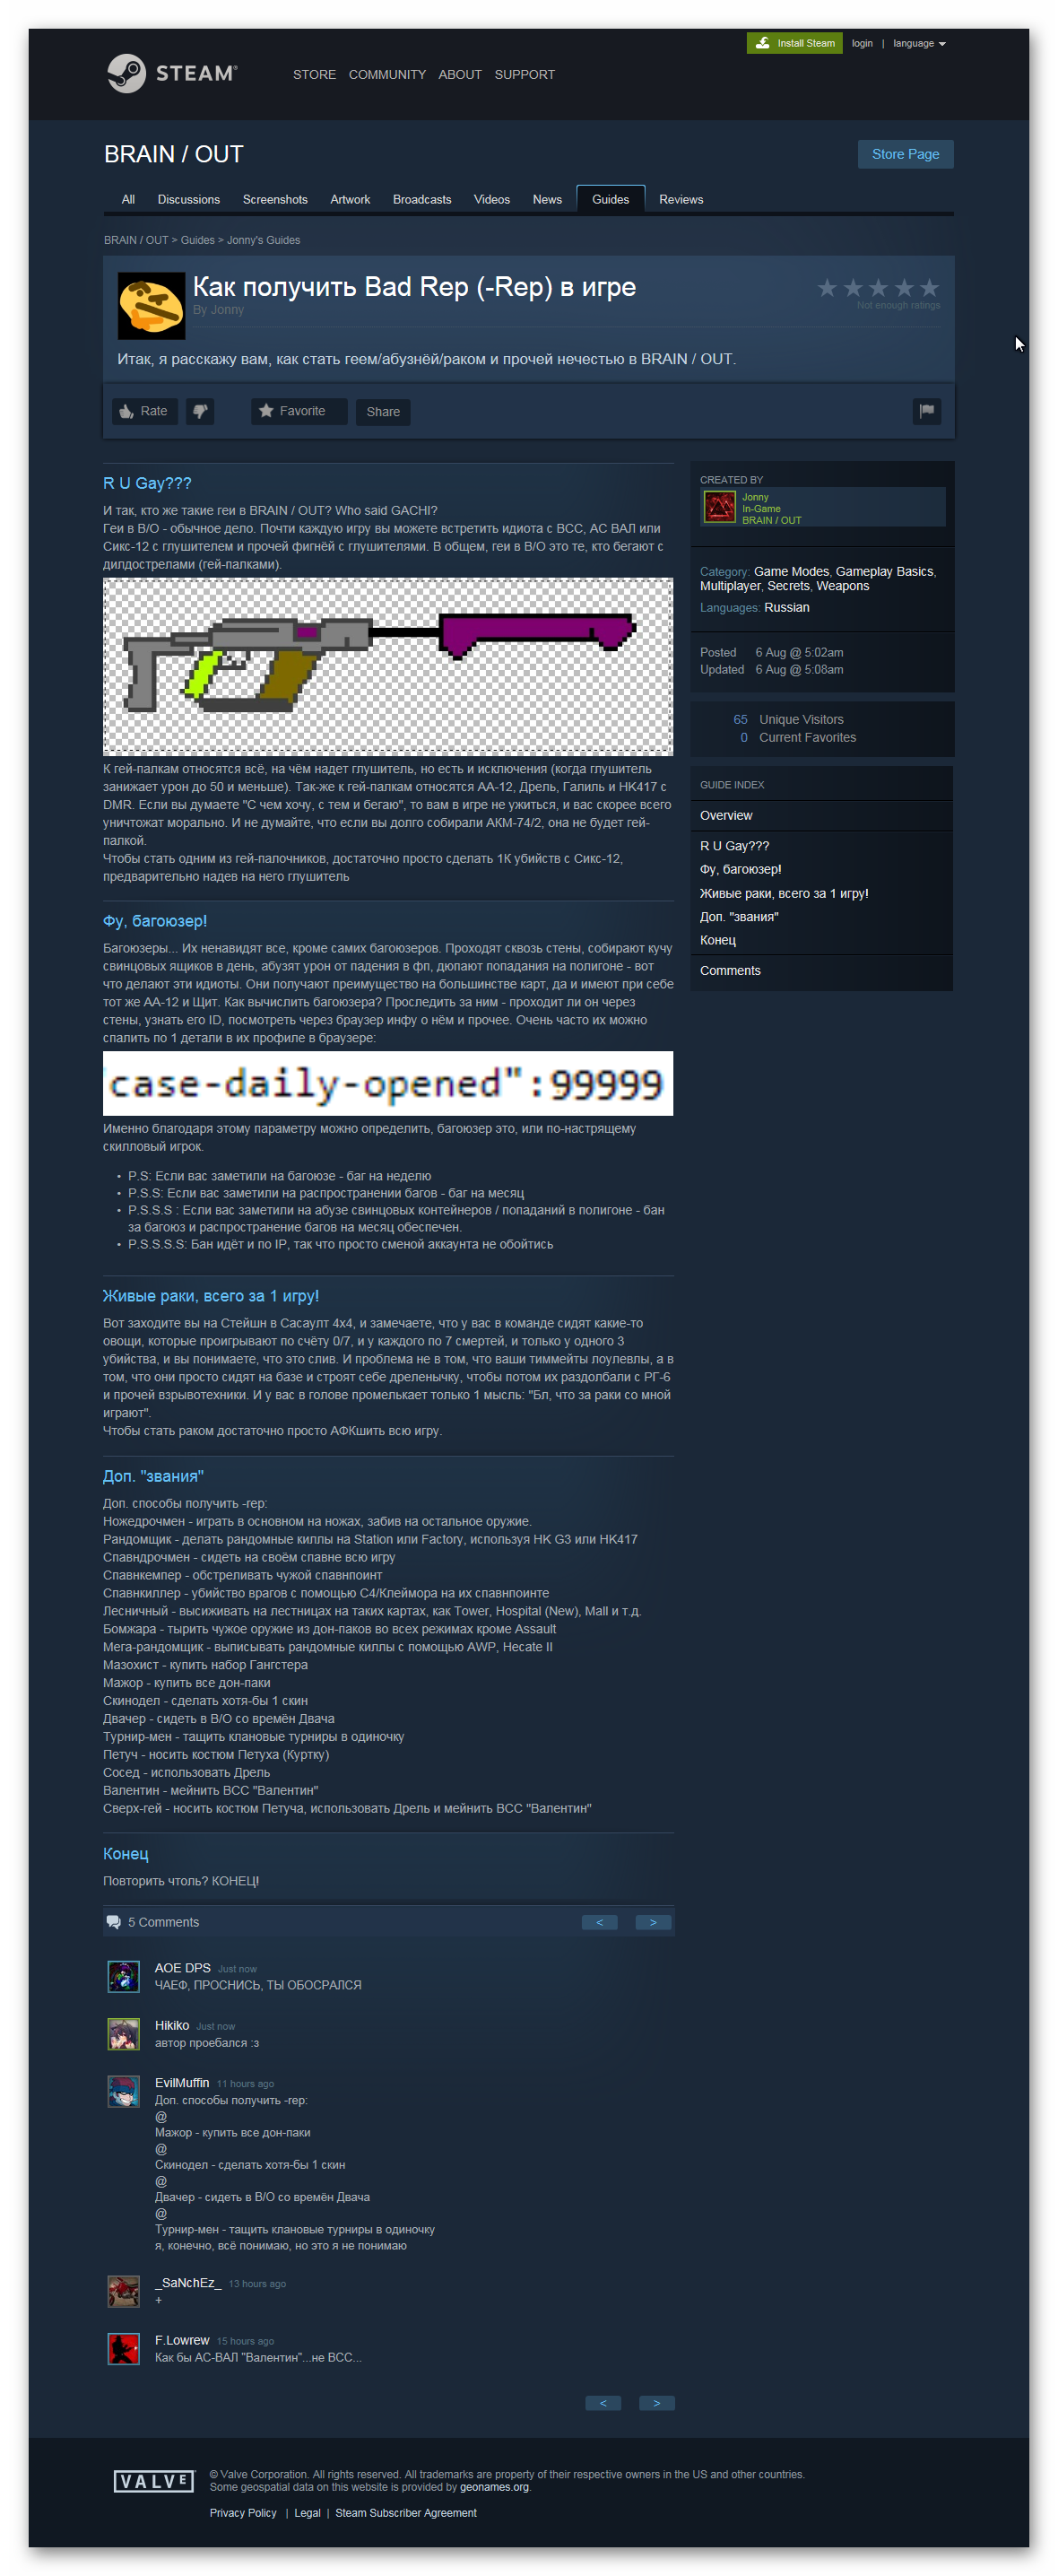 Install Steam
login | language
STEAM®
STORE COMMUNITY ABOUT SUPPORT
BRAIN / OUT
Store Page
All Discussions Screenshots Artwork Broadcasts Videos News Guides Reviews
BRAIN / OUT > Guides > Jonny's Guides
Как получить Bad Rep (-Rep) в игре
By Jonny
Not enough ratings
Итак, я расскажу вам, как стать геем/абузнёй/раком и прочей нечестью в BRAIN / OUT.
Rate Favorite Share
R U Gay???
И так, кто же такие геи в BRAIN / OUT? Who said GACHI?
Геи в B/O - обычное дело. Почти каждую игру вы можете встретить идиота с ВСС, АС ВАЛ или
Сикс-12 с глушителем и прочей фигнёй с глушителями. В общем, геи в B/O это те, кто бегают с
дилдострелами (гей-палками).
К гей-палкам относятся всё, на чём надет глушитель, но есть и исключения (когда глушитель
занижает урон до 50 и меньше). Так-же к гей-палкам относятся АА-12, Дрель, Галиль и НК417 с
DMR. Если вы думаете "С чем хочу, с тем и бегаю", то вам в игре не ужиться, и вас скорее всего
уничтожат морально. И не думайте, что если вы долго собирали АКМ-74/2, она не будет гей-
палкой.
Чтобы стать одним из гей-палочников, достаточно просто сделать 1К убийств с Сикс-12,
предварительно надев на него глушитель
Фу, багоюзер!
Багоюзеры... Их ненавидят все, кроме самих багоюзеров. Проходят сквозь стены, собирают кучу
свинцовых ящиков в день, абузят урон от падения в фп, дюпают попадания на полигоне - вот
что делают эти идиоты. Они получают преимущество на большинстве карт, да и имеют при себе
тот же АА-12 и Щит. Как вычислить багоюзера? Проследить за ним - проходит ли он через
стены, узнать его ID, посмотреть через браузер инфу о нём и прочее. Очень часто их можно
спалить по 1 детали в их профиле в браузере:
case-daily-opened":99999
Именно благодаря этому параметру можно определить, багоюзер это, или по-настрящему
скилловый игрок.
• P.S: Если вас заметили на багоюзе - баг на неделю
• P.S.S: Если вас заметили на распространении багов - баг на месяц
• P.S.S.S : Если вас заметили на абузе свинцовых контейнеров / попаданий в полигоне - бан
за багоюз и распространение багов на месяц обеспечен.
• P.S.S.S.S: Бан идёт и по IP, так что просто сменой аккаунта не обойтись
Живые раки, всего за 1 игру!
Вот заходите вы на Стейшн в Сасаулт 4х4, и замечаете, что у вас в команде сидят какие-то
овощи, которые проигрывают по счёту 0/7, и у каждого по 7 смертей, и только у одного 3
убийства, и вы понимаете, что это слив. И проблема не в том, что ваши тиммейты лоулевлы, а в
том, что они просто сидят на базе и строят себе дреленычку, чтобы потом их раздолбали с РГ-6
и прочей взрывотехники. И у вас в голове промелькает только 1 мысль: "Бл, что за раки со мной
играют".
Чтобы стать раком достаточно просто АФКшить всю игру.
Доп. "звания"
Доп. способы получить -rep:
Ножедрочмен - играть в основном на ножах, забив на остальное оружие.
Рандомщик - делать рандомные киллы на Station или Factory, используя HK G3 или HK417
Спавндрочмен - сидеть на своём спавне всю игру
Спавнкемпер - обстреливать чужой спавнпоинт
Спавнкиллер - убийство врагов с помощью С4/Клеймора на их спавнпоинте
Лесничный - высиживать на лестницах на таких картах, как Tower, Hospital (New), Mall и т.д.
Бомжара - тырить чужое оружие из дон-паков во всех режимах кроме Assault
Мега-рандомщик - выписывать рандомные киллы с помощью AWP, Hecate II
Мазохист - купить набор Гангстера
Мажор - купить все дон-паки
Скинодел - сделать хотя-бы 1 скин
Двачер - сидеть в B/O со времён Двача
Турнир-мен - тащить клановые турниры в одиночку
Петуч - носить костюм Петуха (Куртку)
Сосед - использовать Дрель
Валентин - мейнить ВСС "Валентин"
Сверх-гей - носить костюм Петуча, использовать Дрель и мейнить ВСС "Валентин"
Конец
Повторить чтоль? КОНЕЦ!
5 Comments < >
AOE DPS Just now
ЧАЕФ, ПРОСНИСЬ, ТЫ ОБОСРАЛСЯ
Hikiko Just now
автор проебался :з
EvilMuffin 11 hours ago
Доп. способы получить -rep:
@
Мажор - купить все дон-паки
@
Скинодел - сделать хотя-бы 1 скин
@
Двачер - сидеть в B/O со времён Двача
@
Турнир-мен - тащить клановые турниры в одиночку
я, конечно, всё понимаю, но это я не понимаю
_SaNchEz_ 13 hours ago
+
F.Lowrew 15 hours ago
Как бы АС-ВАЛ "Валентин"...не ВСС...
< >
CREATED BY
Jonny
In-Game
BRAIN / OUT
Category: Game Modes, Gameplay Basics,
Multiplayer, Secrets, Weapons
Languages: Russian
Posted 6 Aug @ 5:02am
Updated 6 Aug @ 5:08am
65 Unique Visitors
0 Current Favorites
GUIDE INDEX
Overview
R U Gay???
Фу, багоюзер!
Живые раки, всего за 1 игру!
Доп. "звания"
Конец
Comments
VALVE
© Valve Corporation. All rights reserved. All trademarks are property of their respective owners in the US and other countries.
Some geospatial data on this website is provided by geonames.org.
Privacy Policy | Legal | Steam Subscriber Agreement